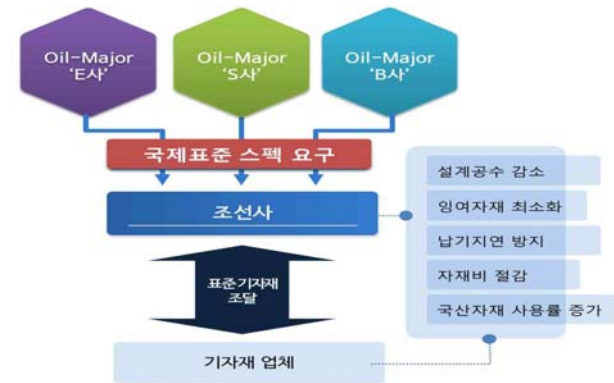 Oil-Major
'E사'
Oil-Major
'S사'
Oil-Major
'B사'
국제표준 스펙 요구
조선사
표준기자재
조달
기자재 업체
설계공수 감소
잉여자재 최소화
납기지연 방지
자재비 절감
국산자재 사용률 증가